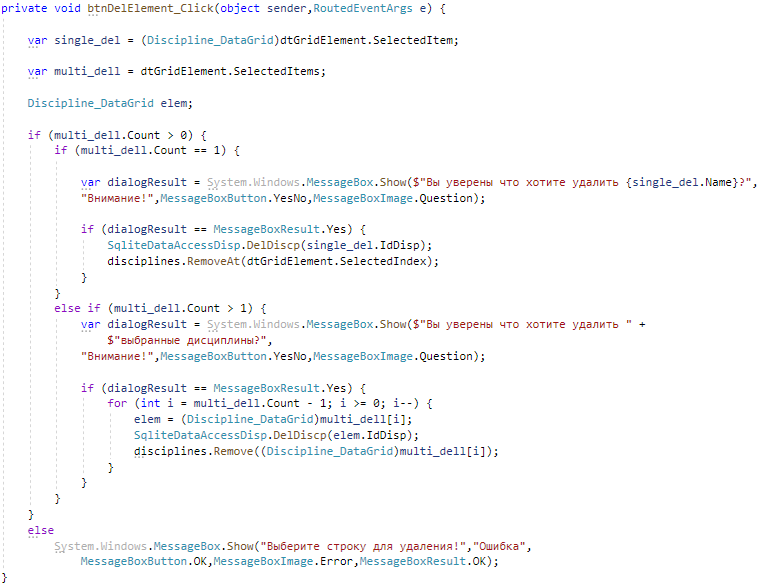 private void btnDelElement_Click(object sender,RoutedEventArgs e) {
var single_del = (Discipline_DataGrid)dtGridElement.SelectedItem;
var multi_dell = dtGridElement.SelectedItems;
Discipline_DataGrid elem;
if (multi_dell.Count > 0) {
if (multi_dell.Count == 1) {
var dialogResult = System.Windows.MessageBox.Show($"Вы уверены что хотите удалить {single_del.Name}?",
"Внимание!",MessageBoxButton.YesNo,MessageBoxImage.Question);
if (dialogResult == MessageBoxResult.Yes) {
SqliteDataAccessDisp.DelDiscp(single_del.IdDisp);
disciplines.RemoveAt(dtGridElement.SelectedIndex);
}
}
else if (multi_dell.Count > 1) {
var dialogResult = System.Windows.MessageBox.Show($"Вы уверены что хотите удалить " +
$"выбранные дисциплины?",
"Внимание!",MessageBoxButton.YesNo,MessageBoxImage.Question);
if (dialogResult == MessageBoxResult.Yes) {
for (int i = multi_dell.Count - 1; i >= 0; i--) {
elem = (Discipline_DataGrid)multi_dell[i];
SqliteDataAccessDisp.DelDiscp(elem.IdDisp);
disciplines.Remove((Discipline_DataGrid)multi_dell[i]);
}
}
}
}
else
System.Windows.MessageBox.Show("Выберите строку для удаления!","Ошибка",
MessageBoxButton.OK,MessageBoxImage.Error,MessageBoxResult.OK);
}